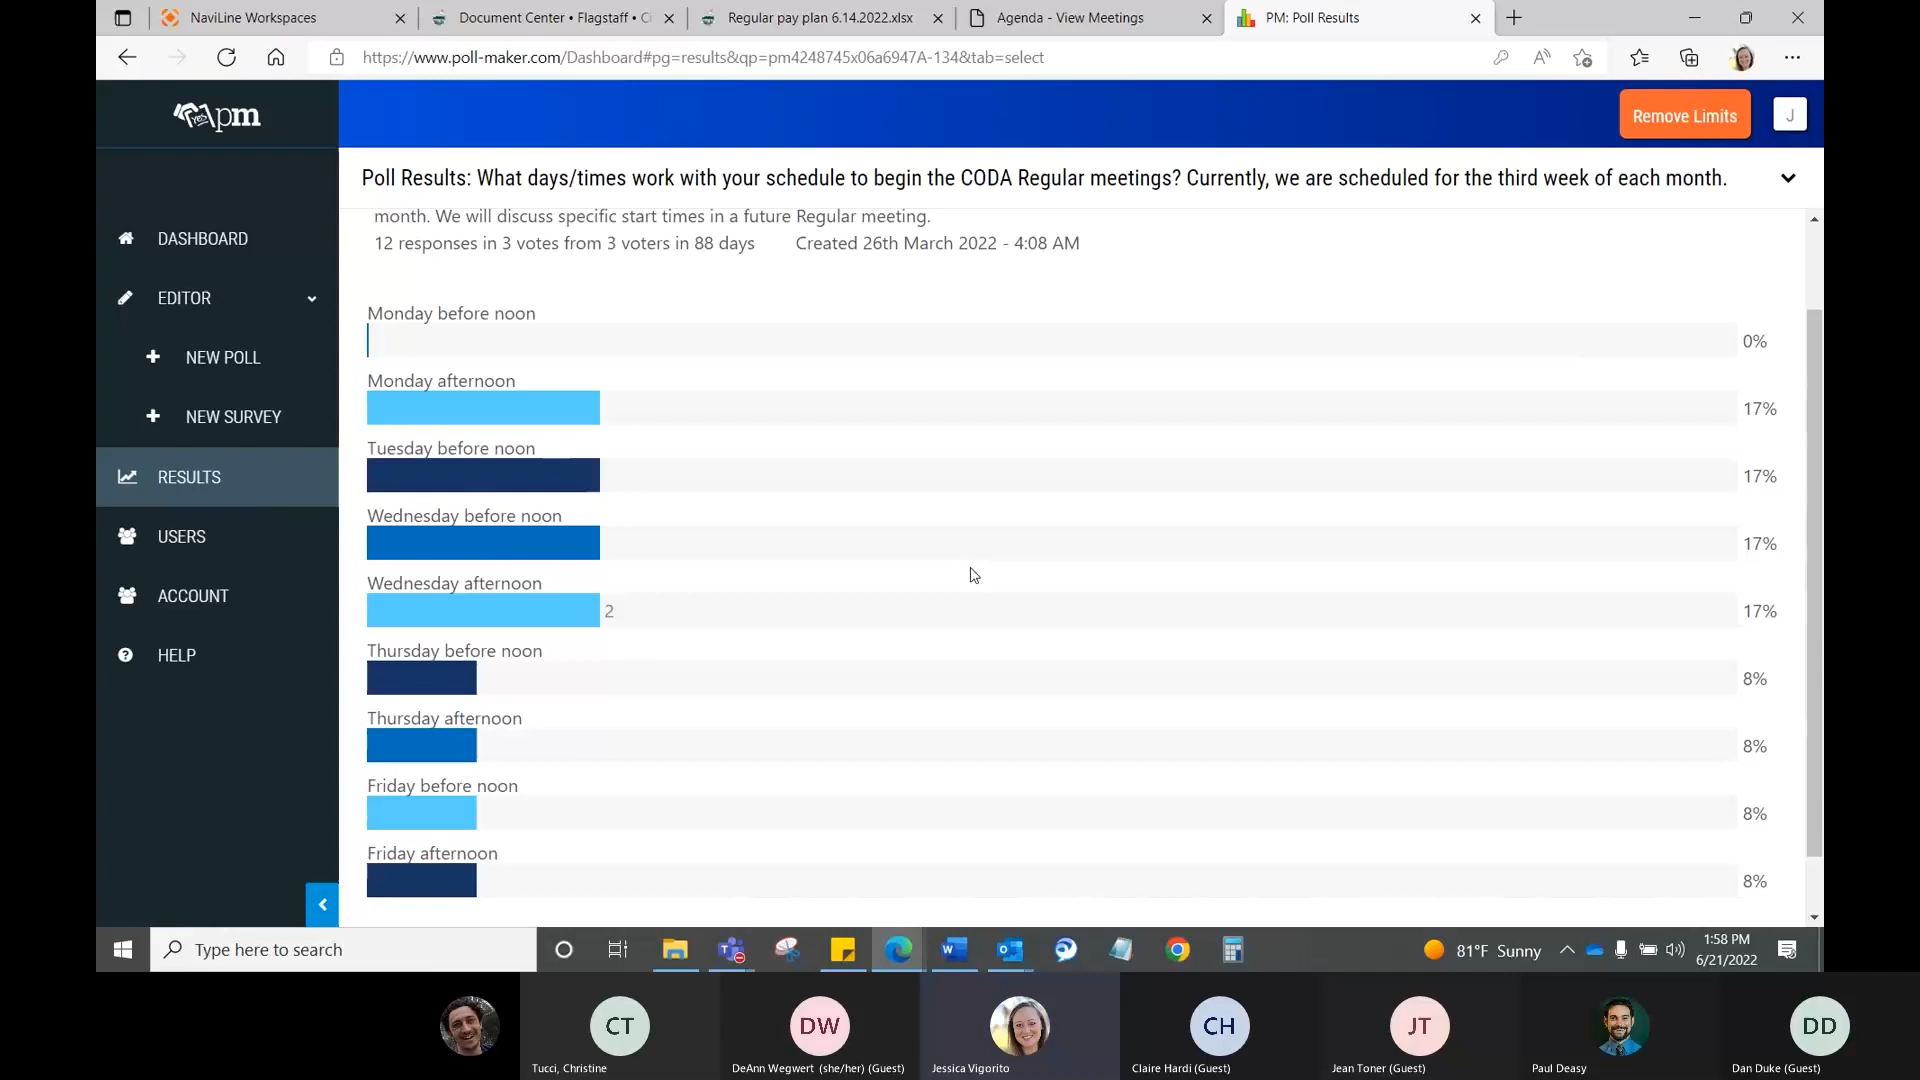 NaviLine Workspaces
Document Center • Flagstaff • C
Regular pay plan 6.14.2022.xlsx
Agenda - View Meetings
PM: Poll Results
https://www.poll-maker.com/Dashboard#pg=results&qp=pm4248745x06a6947A-134&tab=select
YES pm
Remove Limits
J
Poll Results: What days/times work with your schedule to begin the CODA Regular meetings? Currently, we are scheduled for the third week of each month.
month. We will discuss specific start times in a future Regular meeting.
12 responses in 3 votes from 3 voters in 88 days Created 26th March 2022 - 4:08 AM
DASHBOARD
EDITOR
NEW POLL
NEW SURVEY
RESULTS
USERS
ACCOUNT
HELP
Monday before noon
0%
Monday afternoon
17%
Tuesday before noon
17%
Wednesday before noon
17%
Wednesday afternoon
2 17%
Thursday before noon
8%
Thursday afternoon
8%
Friday before noon
8%
Friday afternoon
8%
Type here to search
81°F Sunny
1:58 PM
6/21/2022
CT
DW
CH
JT
DD
Tucci, Christine
DeAnn Wegwert (she/her) (Guest)
Jessica Vigorito
Claire Hardi (Guest)
Jean Toner (Guest)
Paul Deasy
Dan Duke (Guest)